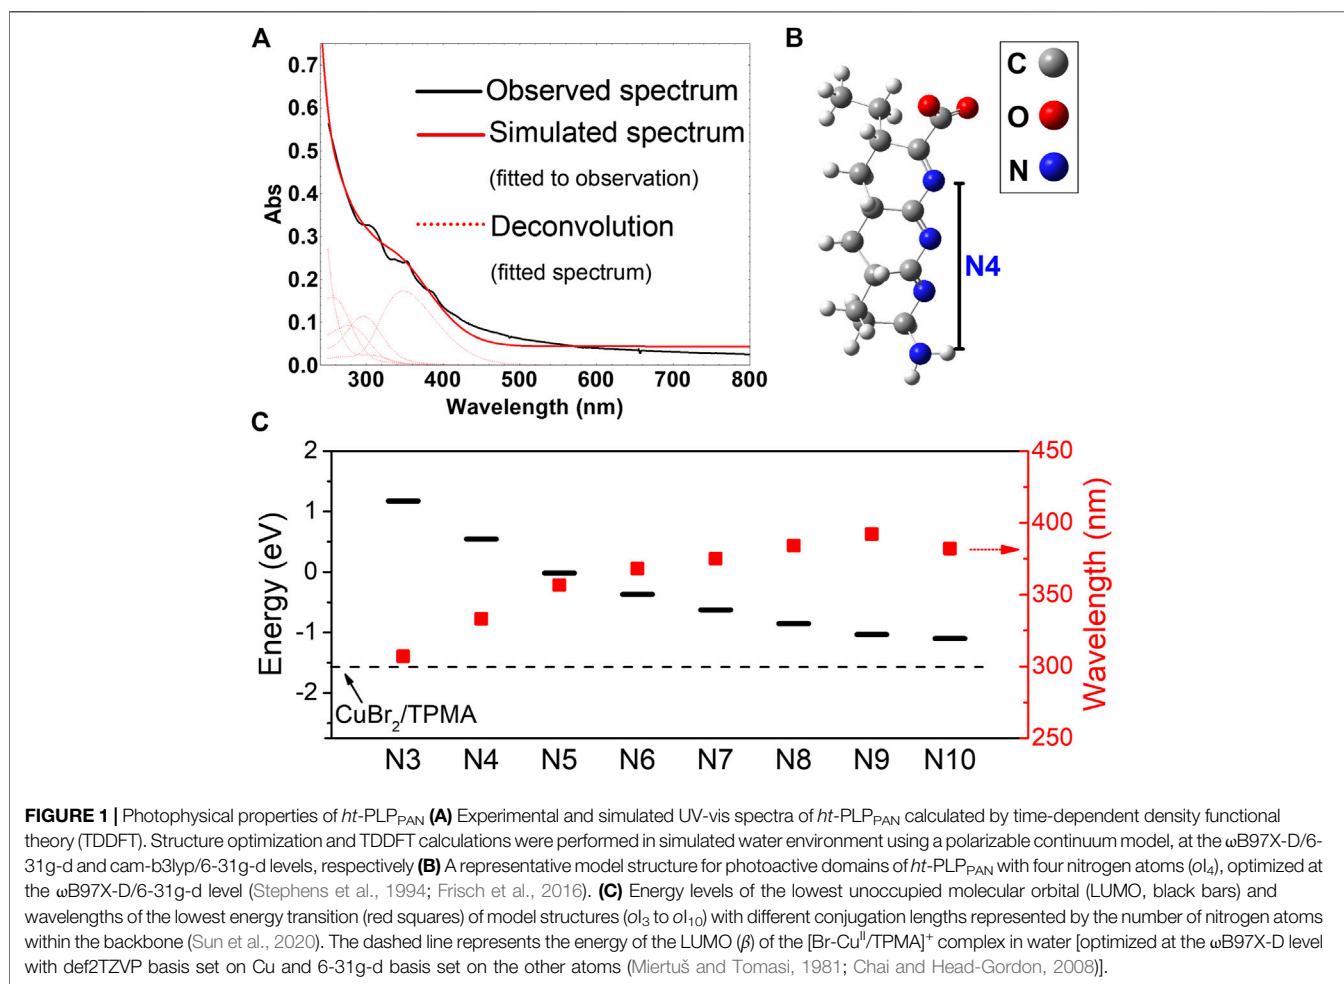 A
0.7
0.6
0.5
0.4
0.3
0.2
0.1
0.0
Abs
Observed spectrum
Simulated spectrum
(fitted to observation)
Deconvolution
(fitted spectrum)
300 400 500 600 700 800
Wavelength (nm)
B
C
O
N
N4
C
2
1
0
-1
-2
Energy (eV)
CuBr2/TPMA
N3 N4 N5 N6 N7 N8 N9 N10
450
400
350
300
250
Wavelength (nm)
FIGURE 1 | Photophysical properties of ht-PLPPAN (A) Experimental and simulated UV-vis spectra of ht-PLPPAN calculated by time-dependent density functional
theory (TDDFT). Structure optimization and TDDFT calculations were performed in simulated water environment using a polarizable continuum model, at the ωB97X-D/6-
31g-d and cam-b3lyp/6-31g-d levels, respectively (B) A representative model structure for photoactive domains of ht-PLPPAN with four nitrogen atoms (ol4), optimized at
the ωB97X-D/6-31g-d level (Stephens et al., 1994; Frisch et al., 2016). (C) Energy levels of the lowest unoccupied molecular orbital (LUMO, black bars) and
wavelengths of the lowest energy transition (red squares) of model structures (ol3 to ol10) with different conjugation lengths represented by the number of nitrogen atoms
within the backbone (Sun et al., 2020). The dashed line represents the energy of the LUMO (β) of the [Br-CuII/TPMA]+ complex in water [optimized at the ωB97X-D level
with def2TZVP basis set on Cu and 6-31g-d basis set on the other atoms (Miertuš and Tomasi, 1981; Chai and Head-Gordon, 2008)].